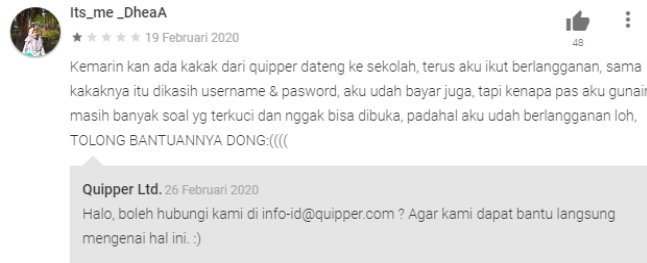 Its_me _DheaA
19 Februari 2020
48
Kemarin kan ada kakak dari quipper dateng ke sekolah, terus aku ikut berlangganan, sama
kakaknya itu dikasih username & pasword, aku udah bayar juga, tapi kenapa pas aku gunain
masih banyak soal yg terkuci dan nggak bisa dibuka, padahal aku udah berlangganan loh,
TOLONG BANTUANNYA DONG:((((
Quipper Ltd. 26 Februari 2020
Halo, boleh hubungi kami di info-id@quipper.com ? Agar kami dapat bantu langsung
mengenai hal ini. :)